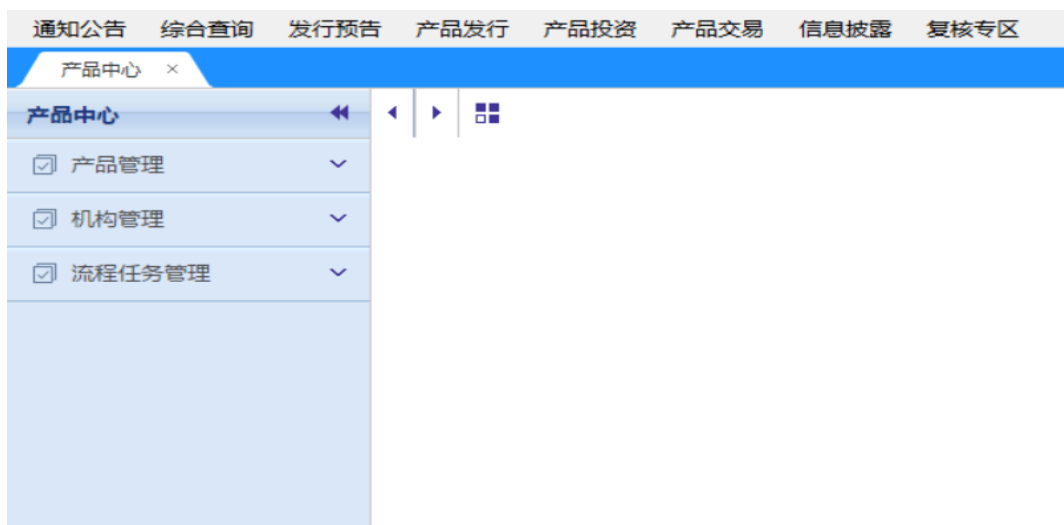 通知公告 综合查询 发行预告 产品发行 产品投资 产品交易 信息披露 复核专区
产品中心 ×
产品中心
产品管理
机构管理
流程任务管理